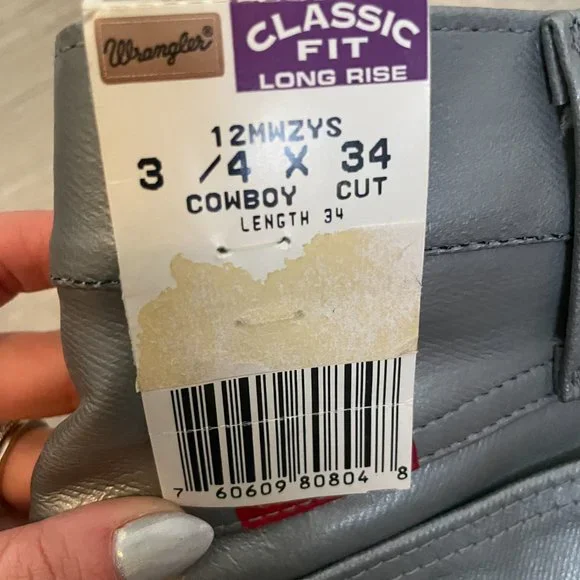 Wrangler®
CLASSIC
FIT
LONG RISE
12MWZYS
3 /4 X 34
COWBOY CUT
LENGTH 34
7 60609 80804 8